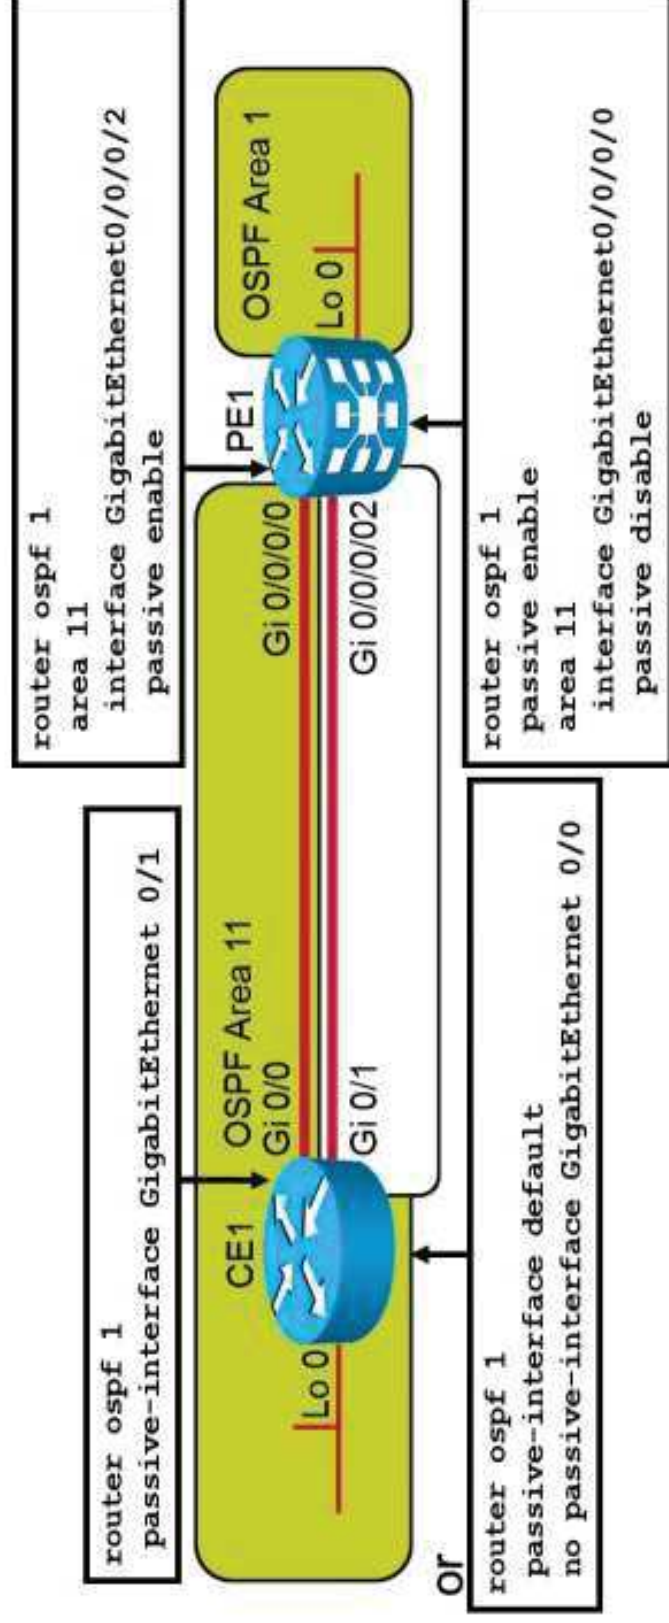 router ospf 1
passive-interface GigabitEthernet 0/1
router ospf 1
area 11
interface GigabitEthernet0/0/0/2
passive enable
CE1
OSPF Area 11
Gi 0/0
Gi 0/0/0/0
PE1
OSPF Area 1
Lo 0
Lo 0
Gi 0/1
Gi 0/0/0/02
or
router ospf 1
passive-interface default
no passive-interface GigabitEthernet 0/0
router ospf 1
passive enable
area 11
interface GigabitEthernet0/0/0/0
passive disable